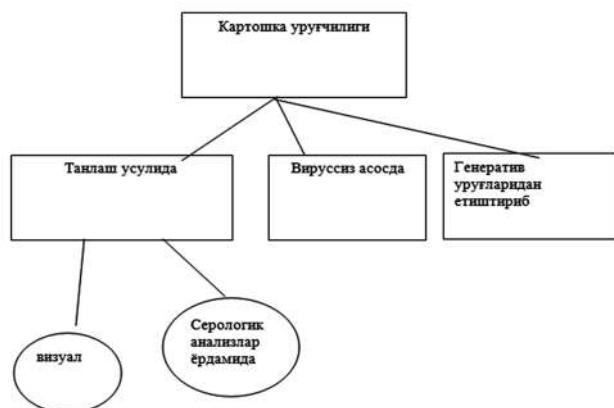 Картошка уруғчилиги
Танлаш усулида
Вируссиз асосда
Генератив
уруғларидан
етиштириб
визуал
Серологик
анализлар
ёрдамида